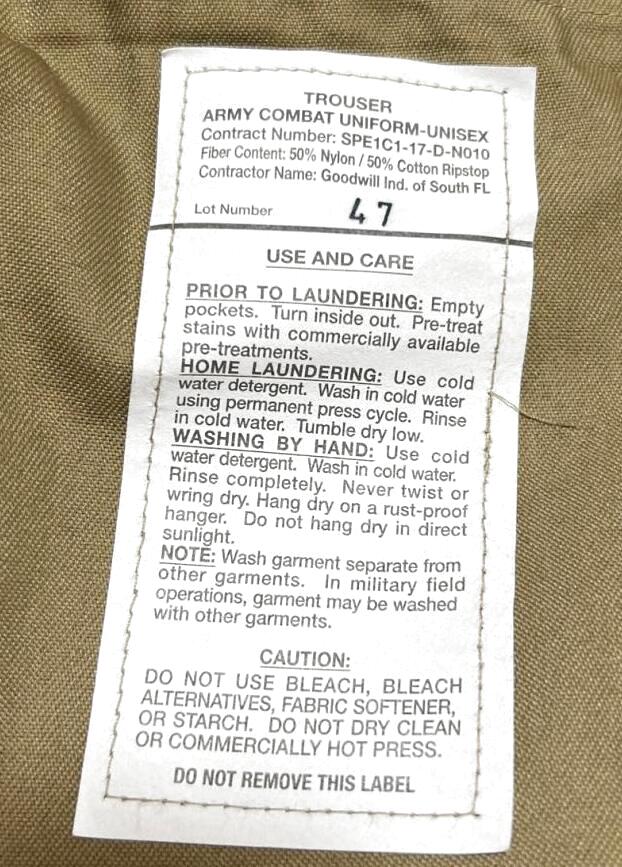 TROUSER
ARMY COMBAT UNIFORM-UNISEX
Contract Number: SPE1C1-17-D-N010
Fiber Content: 50% Nylon / 50% Cotton Ripstop
Contractor Name: Goodwill Ind. of South FL
Lot Number 47
USE AND CARE
PRIOR TO LAUNDERING: Empty
pockets. Turn inside out. Pre-treat
stains with commercially available
pre-treatments.
HOME LAUNDERING: Use cold
water detergent. Wash in cold water
using permanent press cycle. Rinse
in cold water. Tumble dry low.
WASHING BY HAND: Use cold
water detergent. Wash in cold water.
Rinse completely. Never twist or
wring dry. Hang dry on a rust-proof
hanger. Do not hang dry in direct
sunlight.
NOTE: Wash garment separate from
other garments. In military field
operations, garment may be washed
with other garments.
CAUTION:
DO NOT USE BLEACH, BLEACH
ALTERNATIVES, FABRIC SOFTENER,
OR STARCH. DO NOT DRY CLEAN
OR COMMERCIALLY HOT PRESS.
DO NOT REMOVE THIS LABEL